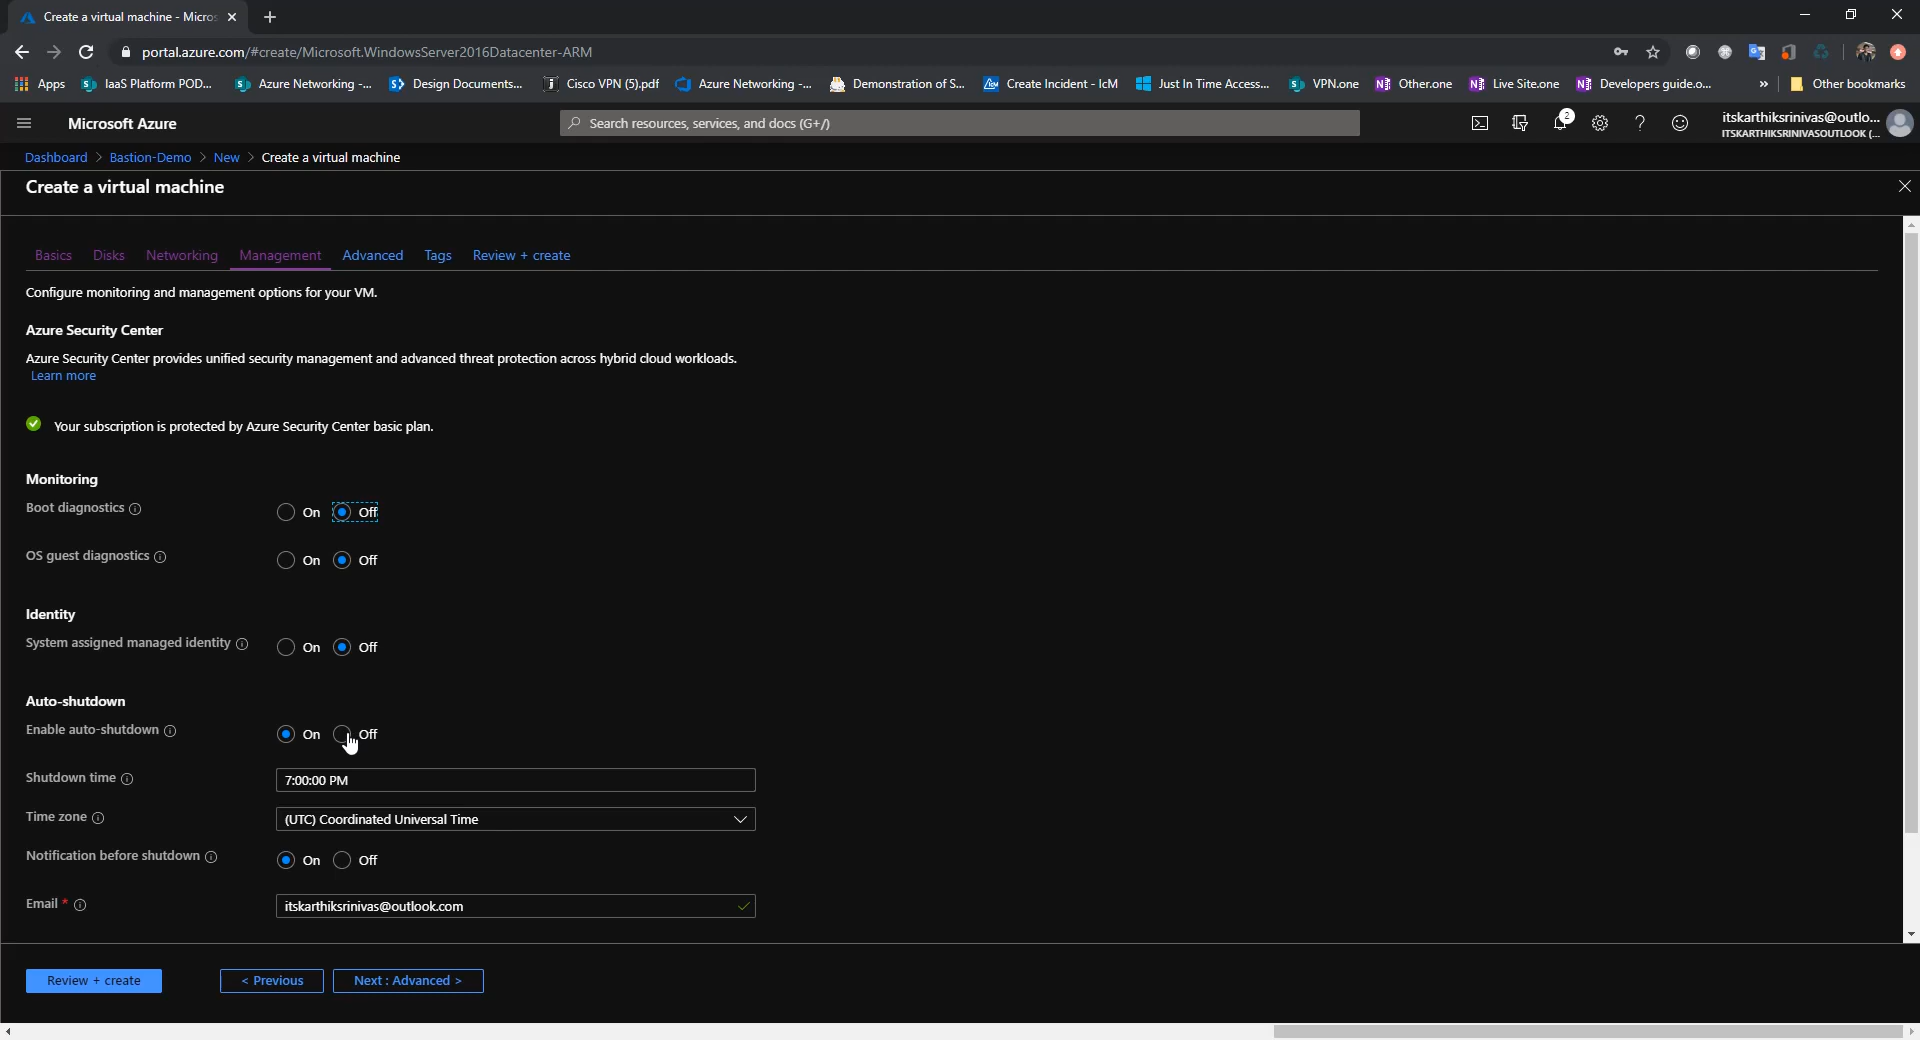 Create a virtual machine - Micros
portal.azure.com/#create/Microsoft.WindowsServer2016Datacenter-ARM
Apps
IaaS Platform POD...
Azure Networking -...
Design Documents...
Cisco VPN (5).pdf
Azure Networking -...
Demonstration of S...
Create Incident - IcM
Just In Time Access...
VPN.one
Other.one
Live Site.one
Developers guide.o...
»
Other bookmarks
Microsoft Azure
Search resources, services, and docs (G+/)
2
itskarthiksrinivas@outlo...
ITSKARTHIKSRINIVASOUTLOOK (...
Dashboard > Bastion-Demo > New > Create a virtual machine
Create a virtual machine
Basics Disks Networking Management Advanced Tags Review + create
Configure monitoring and management options for your VM.
Azure Security Center
Azure Security Center provides unified security management and advanced threat protection across hybrid cloud workloads.
Learn more
Your subscription is protected by Azure Security Center basic plan.
Monitoring
Boot diagnostics On Off
OS guest diagnostics On Off
Identity
System assigned managed identity On Off
Auto-shutdown
Enable auto-shutdown On Off
Shutdown time 7:00:00 PM
Time zone (UTC) Coordinated Universal Time
Notification before shutdown On Off
Email * itskarthiksrinivas@outlook.com
Review + create < Previous Next : Advanced >